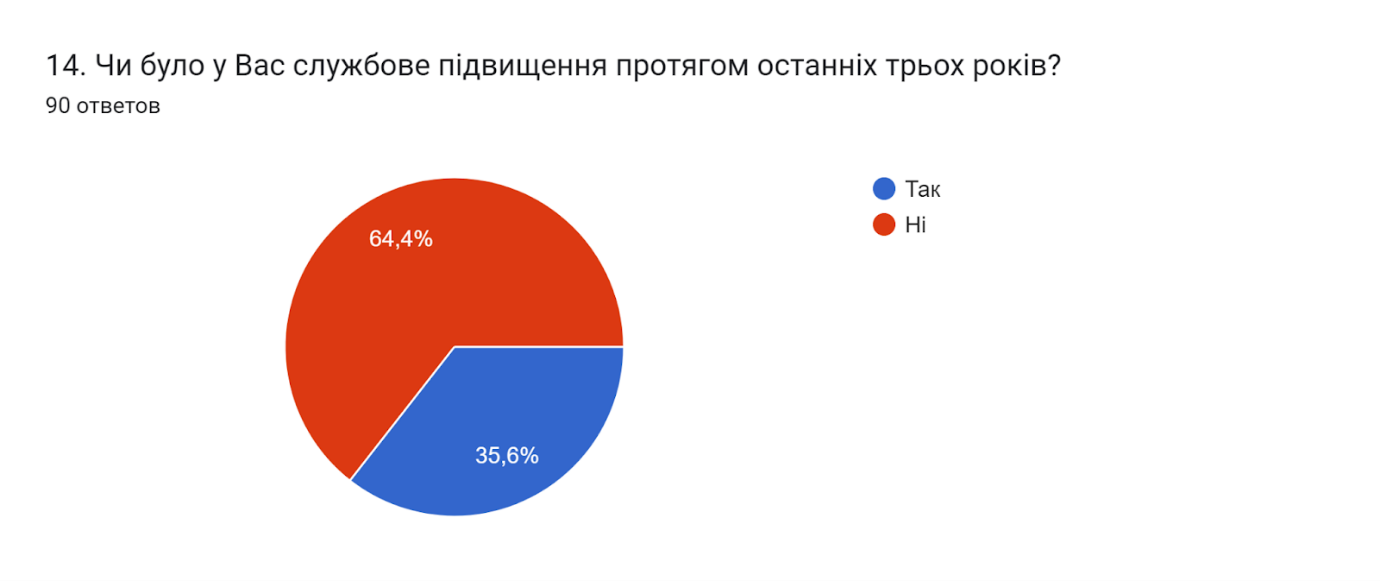 14. Чи було у Вас службове підвищення протягом останніх трьох років?
90 ответов
Так
Ні
64,4%
35,6%